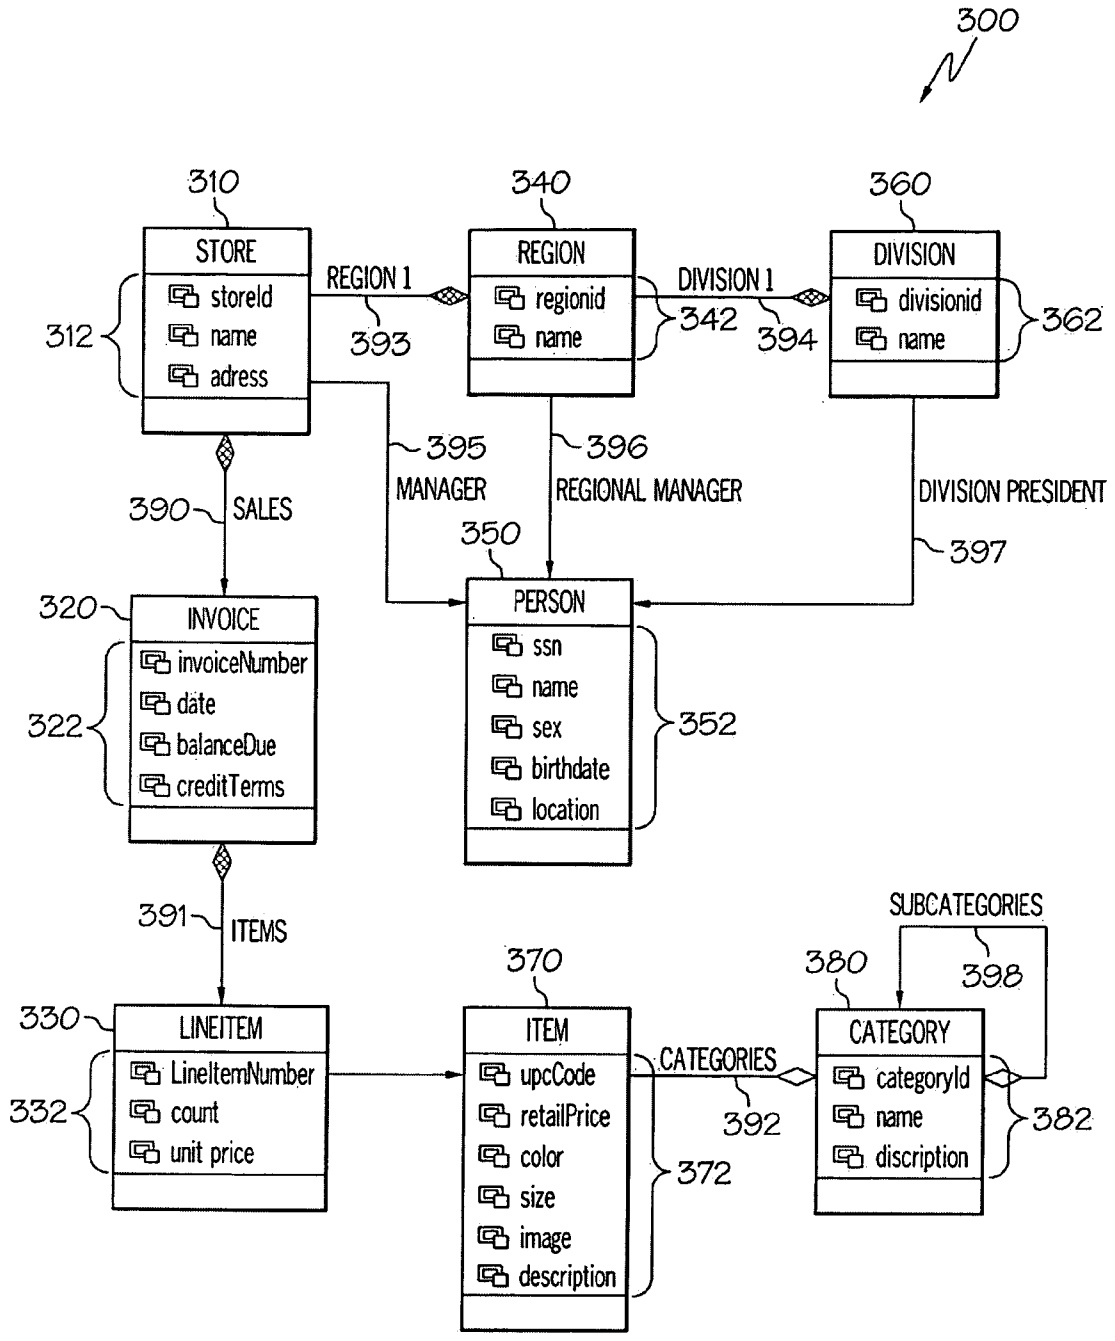 300
310
340
360
STORE
REGION
DIVISION
REGION 1
DIVISION 1
storeId
name
adress
regionid
name
divisionid
name
312
393
342
394
362
395
396
MANAGER
REGIONAL MANAGER
DIVISION PRESIDENT
390
SALES
350
397
320
INVOICE
PERSON
invoiceNumber
date
balanceDue
creditTerms
322
ssn
name
sex
birthdate
location
352
391
ITEMS
SUBCATEGORIES
398
370
380
330
LINEITEM
ITEM
CATEGORY
CATEGORIES
392
LineItemNumber
count
unit price
332
upcCode
retailPrice
color
size
image
description
372
categoryId
name
discription
382